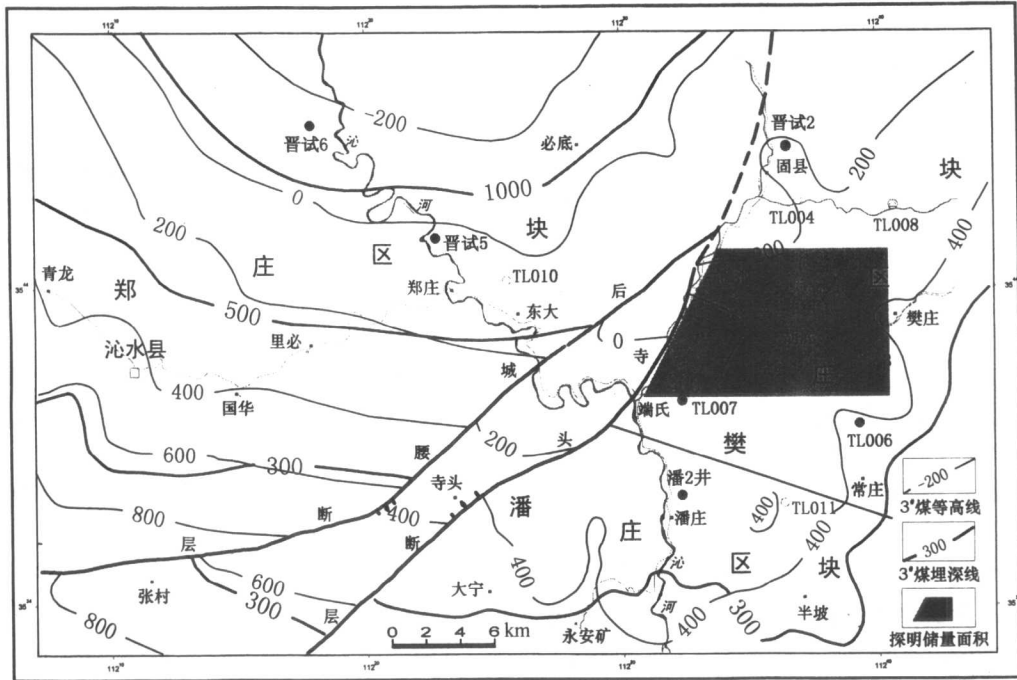 112
112
112
112
-200
晋试6
沁
必底
晋试2
固县
200
块
0
1000
河
块
TL004
TL008
400
200
区
晋试5
庄
TL010
青龙
郑
郑庄
后
35
35
500
东大
樊庄
沁水县
里必
0
寺
城
400
国华
端氏
TL007
200
头
樊
TL006
600
300
腰
寺头
潘2井
常庄
-200
3#煤等高线
800
断
400
潘
潘庄
400
TL011
层
断
庄
400
300
3#煤埋深线
600
400
沁
区
张村
300
大宁
块
35
35
层
河
半坡
800
永安矿
400
300
探明储量面积
0 2 4 6 km
112
112
112
112